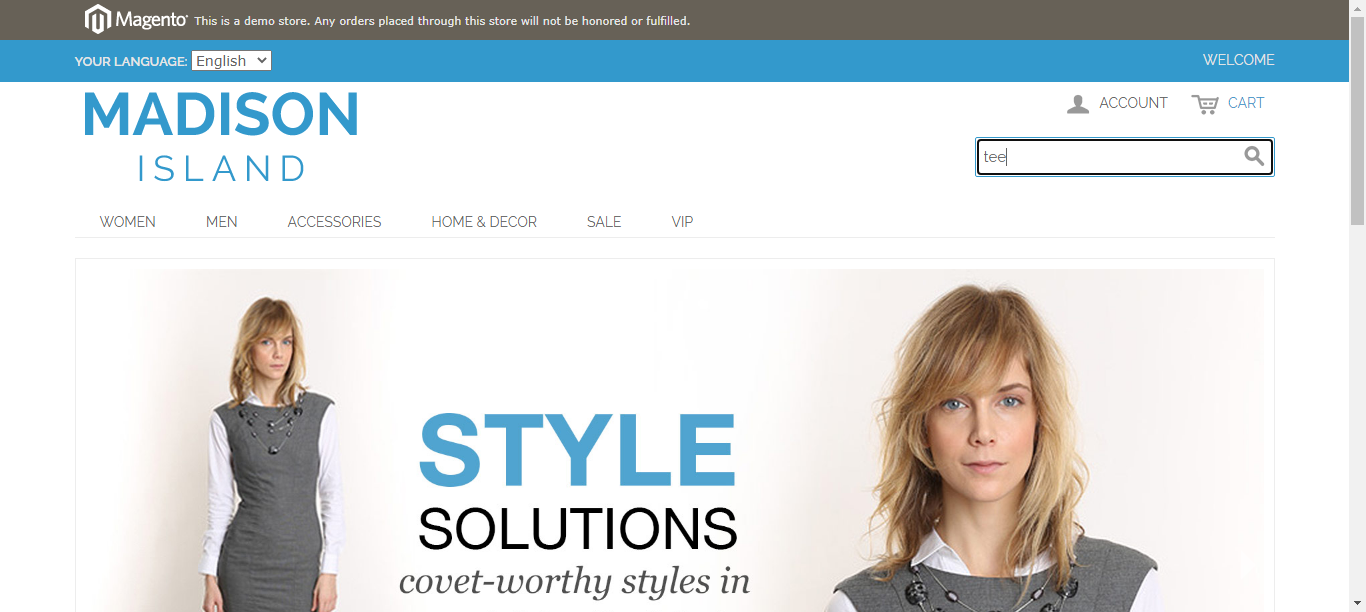 Magento® This is a demo store. Any orders placed through this store will not be honored or fulfilled.
YOUR LANGUAGE: English WELCOME
MADISON
ISLAND
ACCOUNT CART
tee
WOMEN MEN ACCESSORIES HOME & DECOR SALE VIP
STYLE
SOLUTIONS
covet-worthy styles in